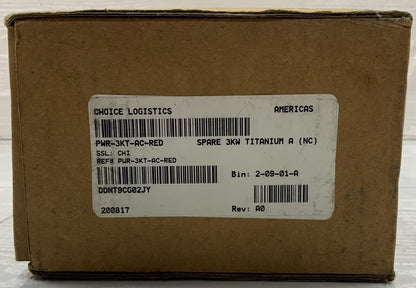 CHOICE LOGISTICS AMERICAS
PWR-3KT-AC-RED SPARE 3KW TITANIUM A (NC)
SSL: CHI
REF# PWR-3KT-AC-RED
Bin: 2-09-01-A
DDNT9CG02JY
200817 Rev: A0